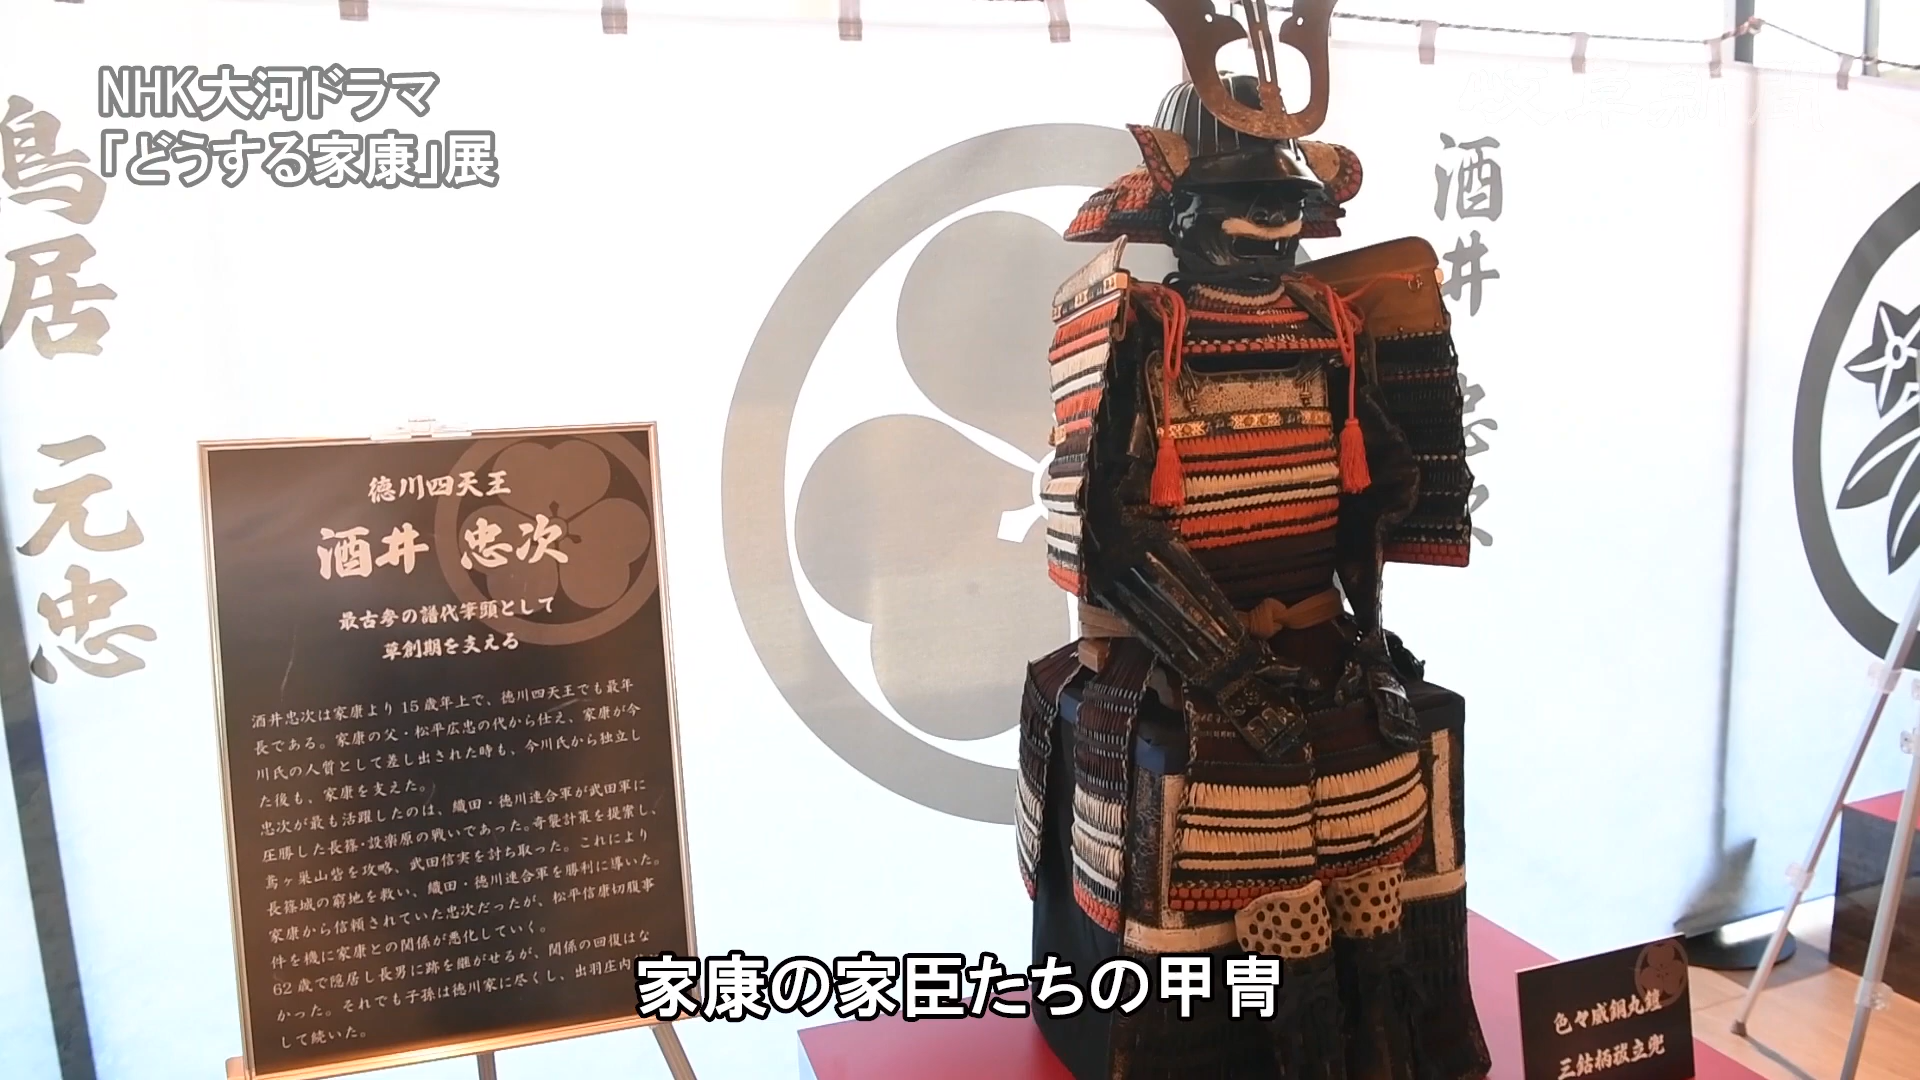 NHK大河ドラマ
「どうする家康」展
岐阜新聞
鳥居 元忠
酒井 忠次
徳川四天王
酒井 忠次
最古参の譜代筆頭として
草創期を支える
酒井忠次は家康より15歳年上で、徳川四天王でも最年
長である。家康の父・松平広忠の代から仕え、家康が今
川氏の人質として差し出された時も、今川氏から独立し
た後も、家康を支えた。
忠次が最も活躍したのは、織田・徳川連合軍が武田軍に
圧勝した長篠・設楽原の戦いであった。奇襲計策を提案し、
鳶ヶ巣山砦を攻略、武田信実を討ち取った。これにより
長篠城の窮地を救い、織田・徳川連合軍を勝利に導いた。
家康から信頼されていた忠次だったが、松平信康切腹事
件を機に家康との関係が悪化していく。
62歳で隠居し長男に跡を継がせるが、関係の回復はな
かった。それでも子孫は徳川家に尽くし、出羽庄内
して続いた。
家康の家臣たちの甲冑
色々威胴丸鎧
三鈷柄祓立兜